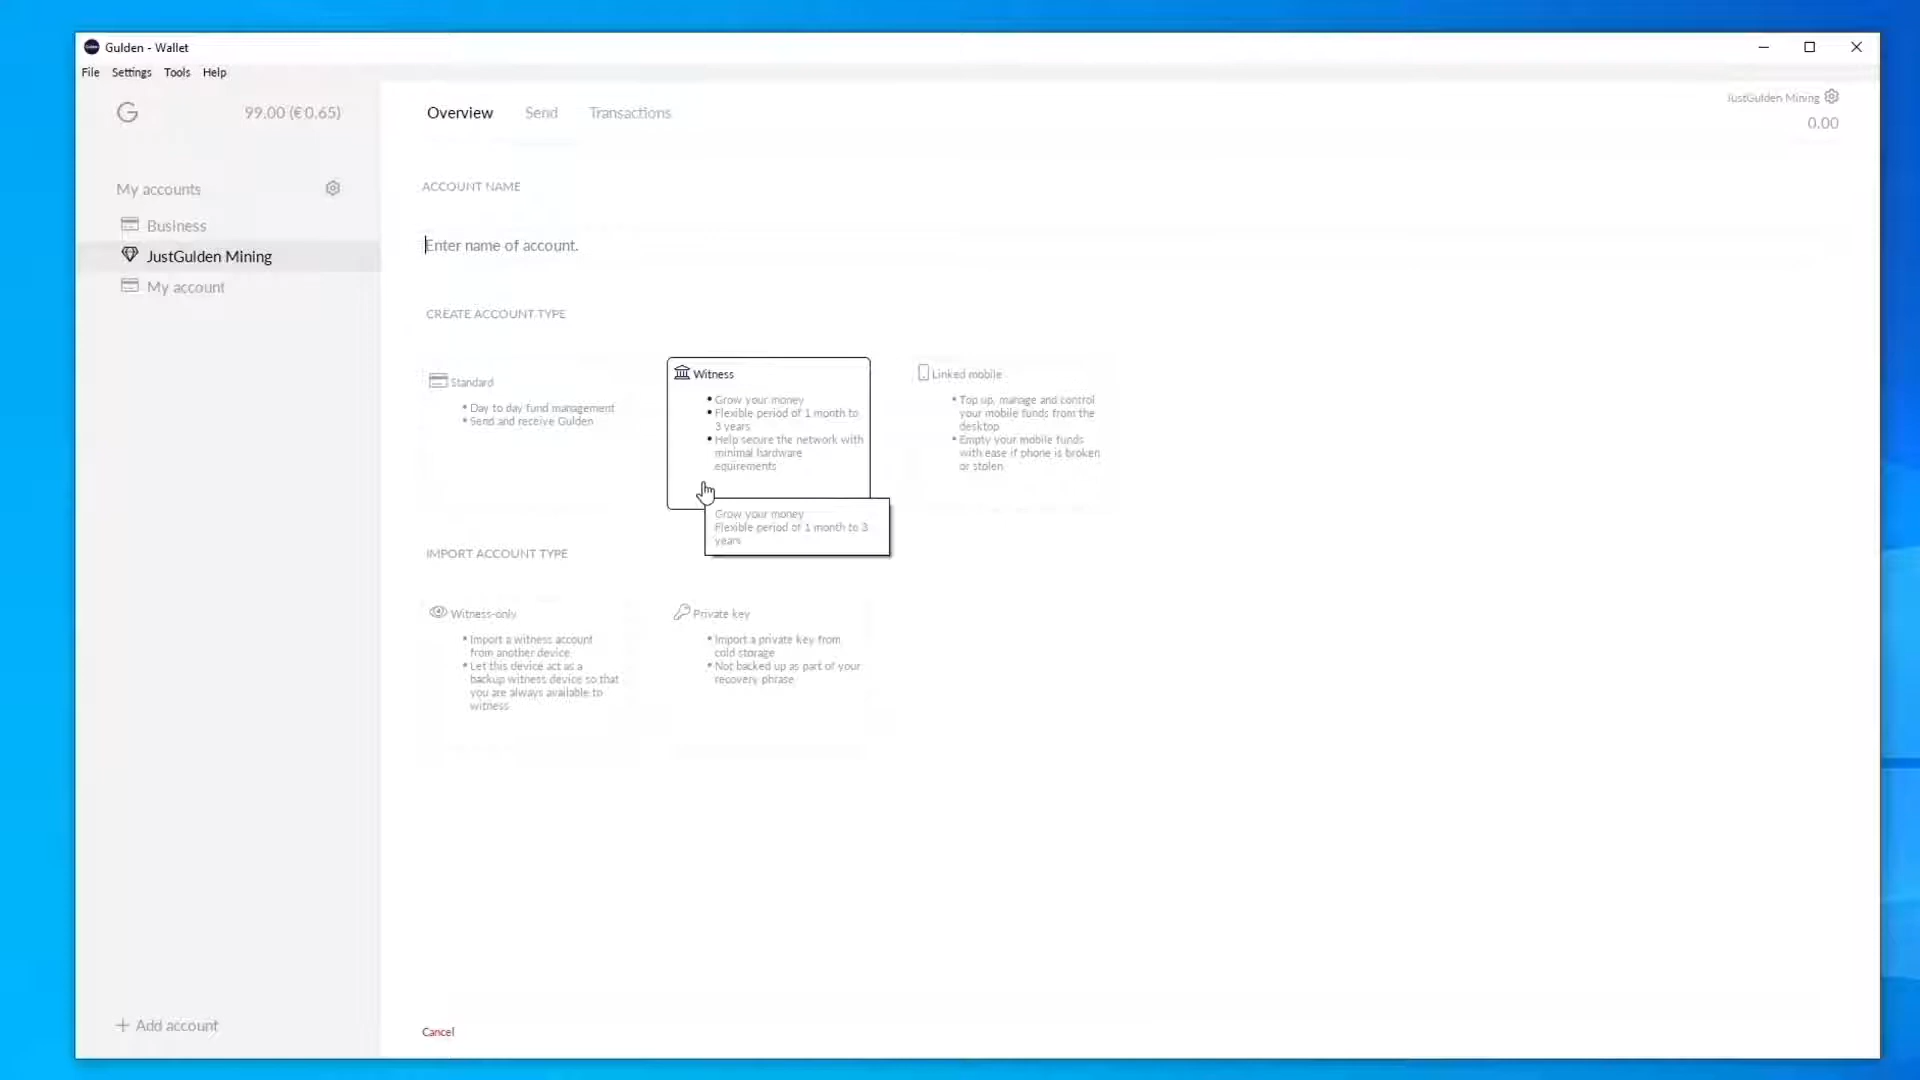 Gulden - Wallet
File Settings Tools Help
99.00 (€0.65)
Overview Send Transactions
JustGulden Mining
0.00
My accounts
Business
JustGulden Mining
My account
ACCOUNT NAME
Enter name of account.
CREATE ACCOUNT TYPE
Standard
• Day to day fund management
• Send and receive Gulden
Witness
• Grow your money
• Flexible period of 1 month to
3 years
• Help secure the network with
minimal hardware
equirements
Linked mobile
• Top up, manage and control
your mobile funds from the
desktop
• Empty your mobile funds
with ease if phone is broken
or stolen
Grow your money
Flexible period of 1 month to 3
years
IMPORT ACCOUNT TYPE
Witness-only
• Import a witness account
from another device.
• Let this device act as a
backup witness device so that
you are always available to
witness
Private key
• Import a private key from
cold storage
• Not backed up as part of your
recovery phrase
+ Add account
Cancel